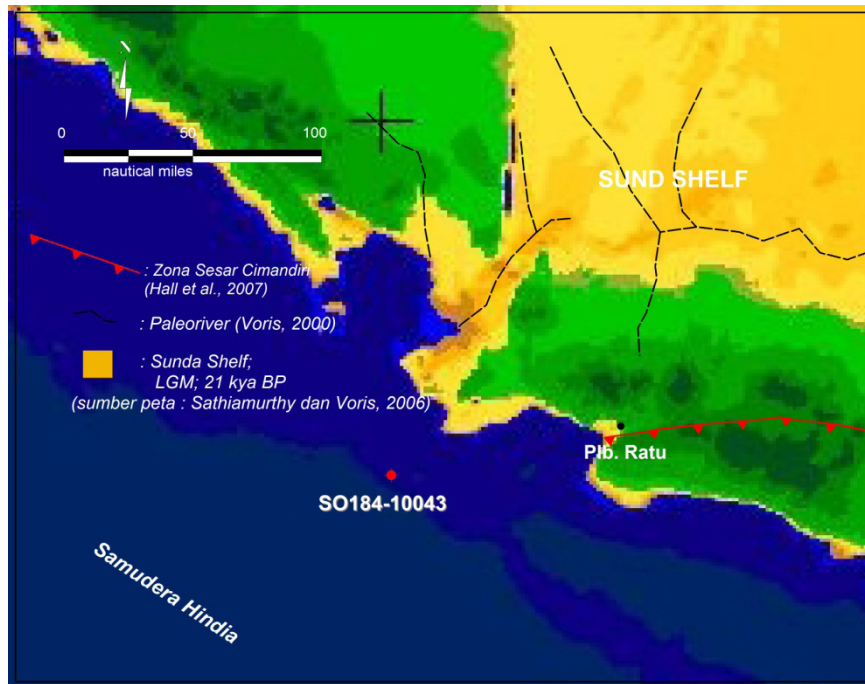 N
0 50 100
nautical miles
SUND SHELF
: Zona Sesar Cimandiri
(Hall et al., 2007)
: Paleoriver (Voris, 2000)
: Sunda Shelf;
LGM; 21 kya BP
(sumber peta : Sathiamurthy dan Voris, 2006)
Plb. Ratu
SO184-10043
Samudera Hindia